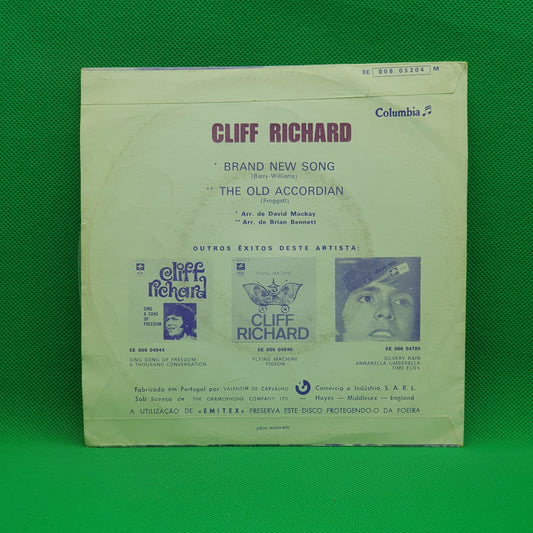 8E 006 05204 M
Columbia
CLIFF RICHARD
* BRAND NEW SONG
(Barry-Williams)
** THE OLD ACCORDIAN
(Froggatt)
* Arr. de David Mackay
** Arr. de Brian Bennett
OUTROS ÊXITOS DESTE ARTISTA:
cliff richard
SING A SONG OF FREEDOM
FLYING MACHINE
CLIFF RICHARD
8E 006 04944
SING SONG OF FREEDOM
A THOUSAND CONVERSATION
8E 006 04848
FLYING MACHINE
PIGEON
8E 006 04785
SILVERY RAIN
ANNABELLA UMBERELLA
TIME FLIES
Fabricado em Portugal por VALENTIM DE CARVALHO Comércio e Indústria, S. A. R. L.
Sob licença de THE GRAMOPHONE COMPANY LTD. Hayes - Middlesex - England
A UTILIZAÇÃO DE «EMITEX» PRESERVA ESTE DISCO PROTEGENDO-O DA POEIRA